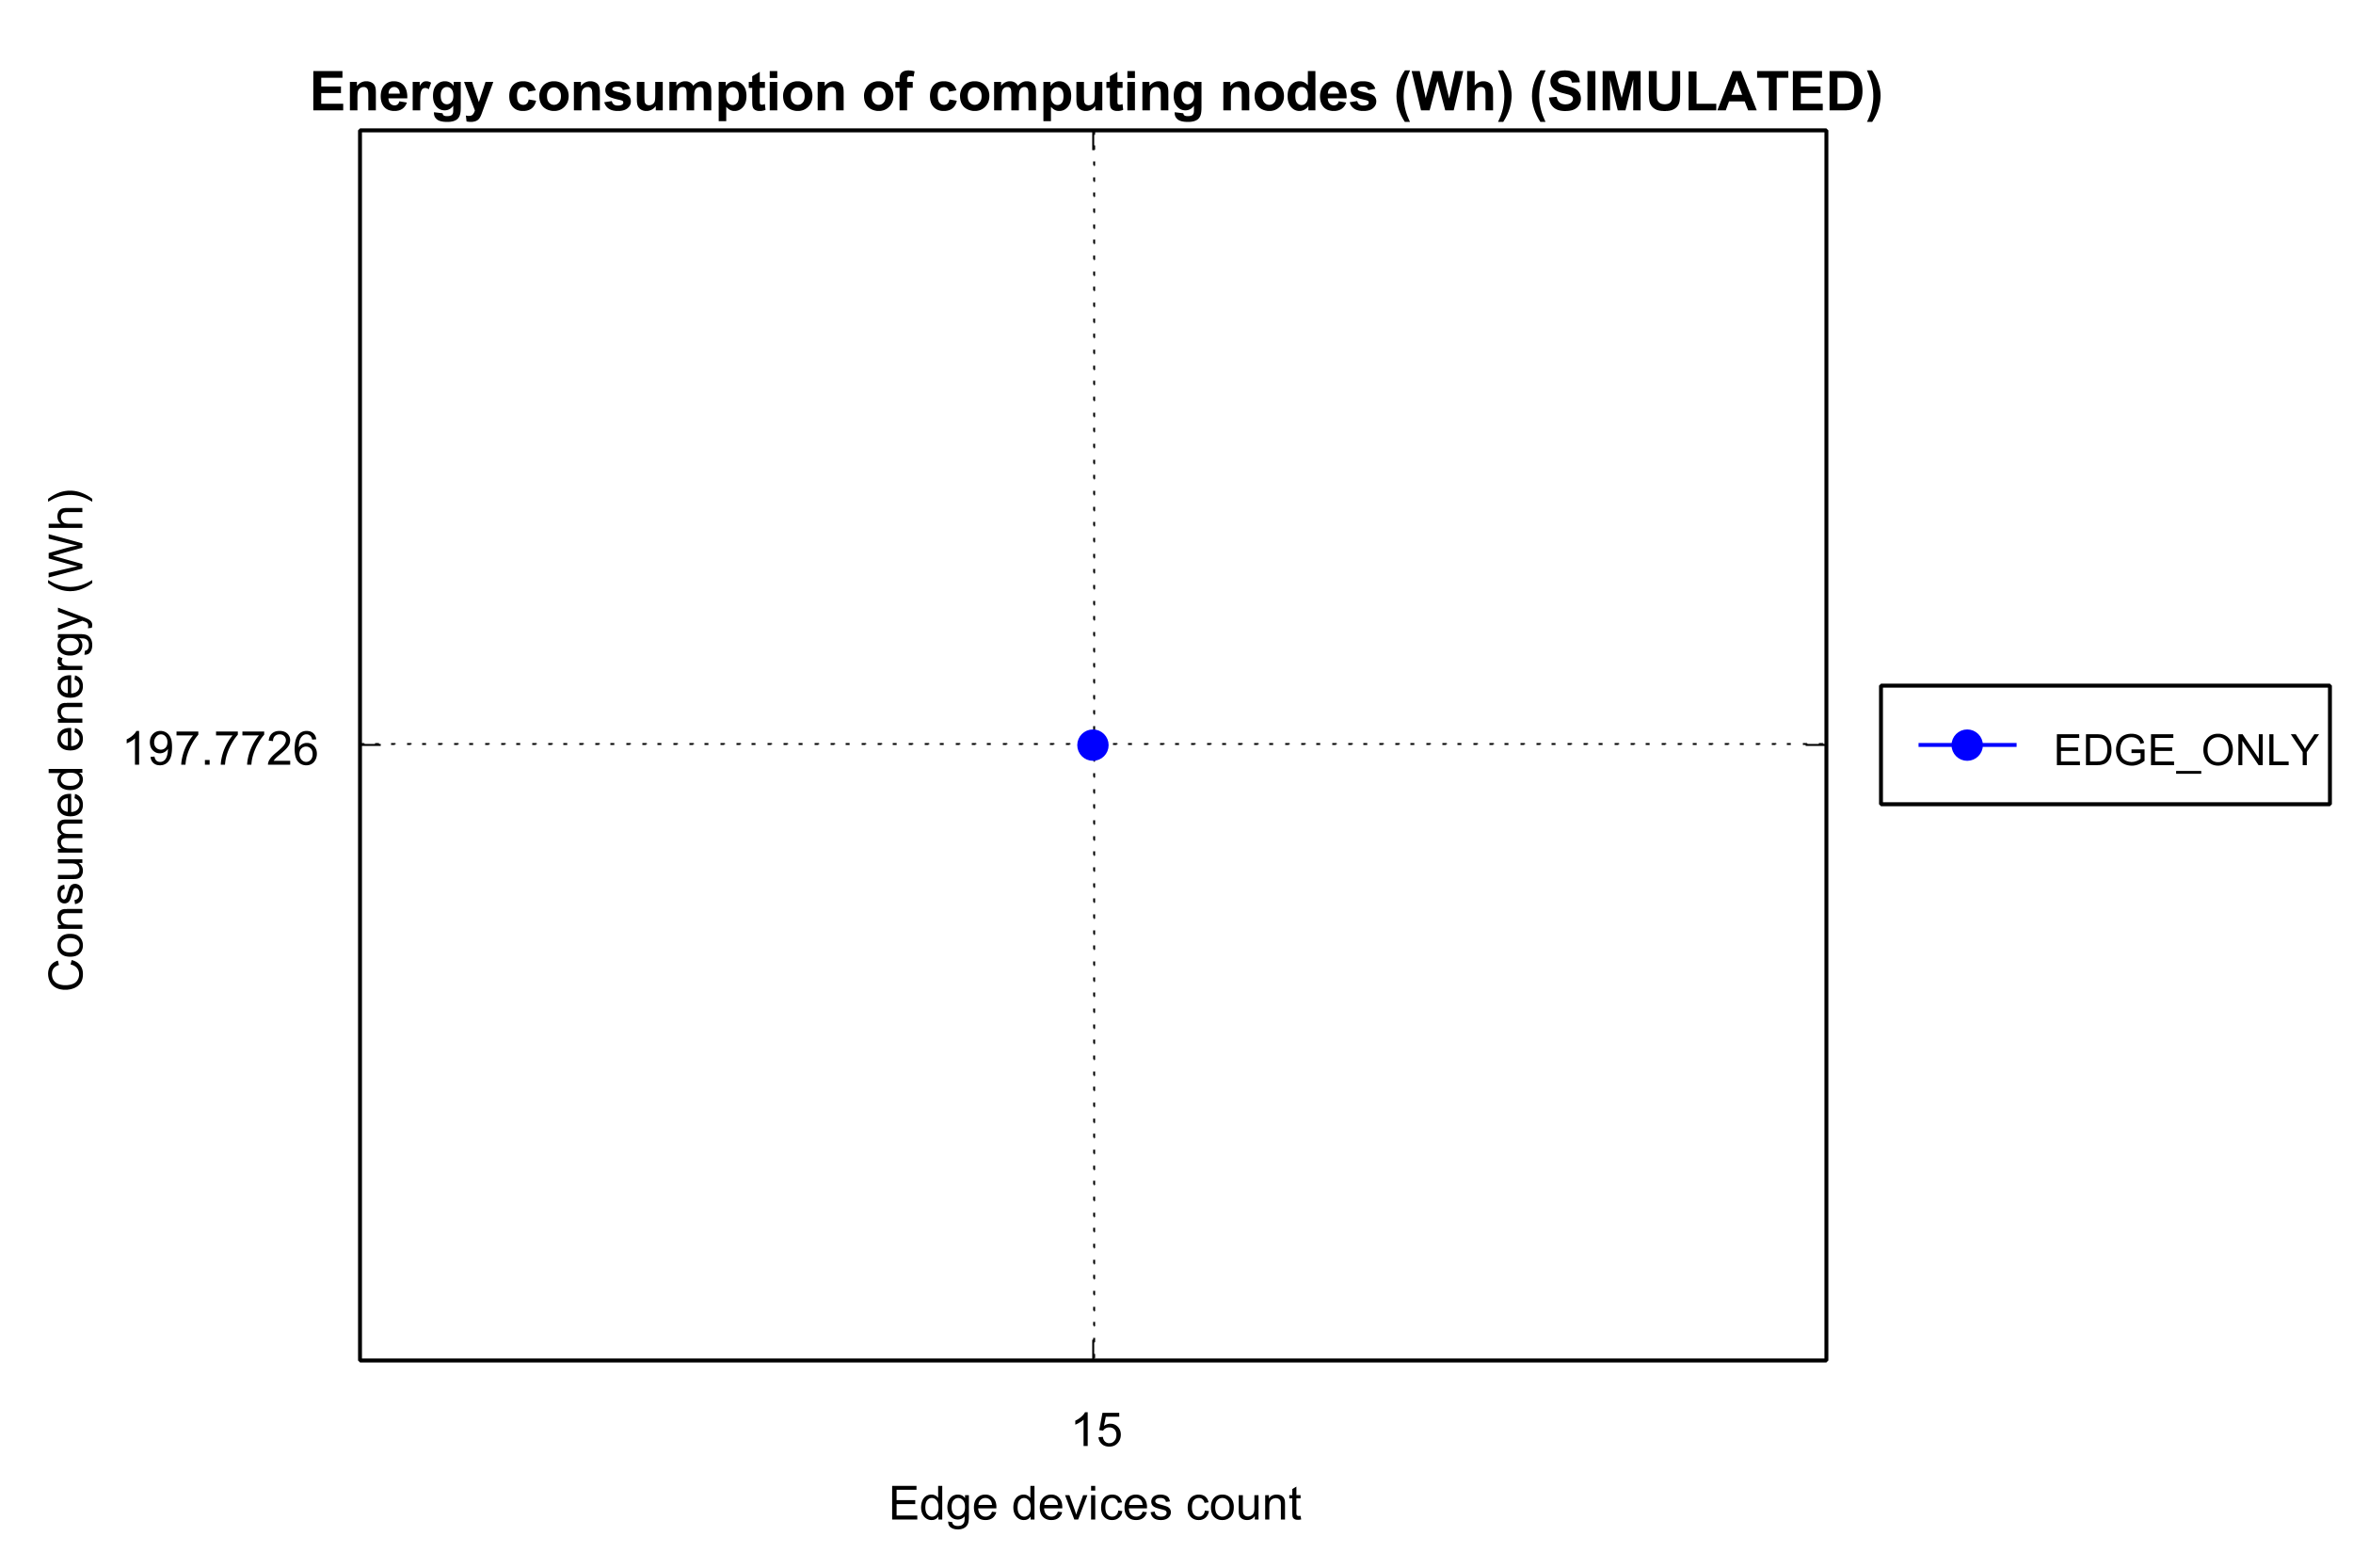 Energy consumption of computing nodes (Wh) (SIMULATED)
Consumed energy (Wh)
197.7726
EDGE_ONLY
15
Edge devices count